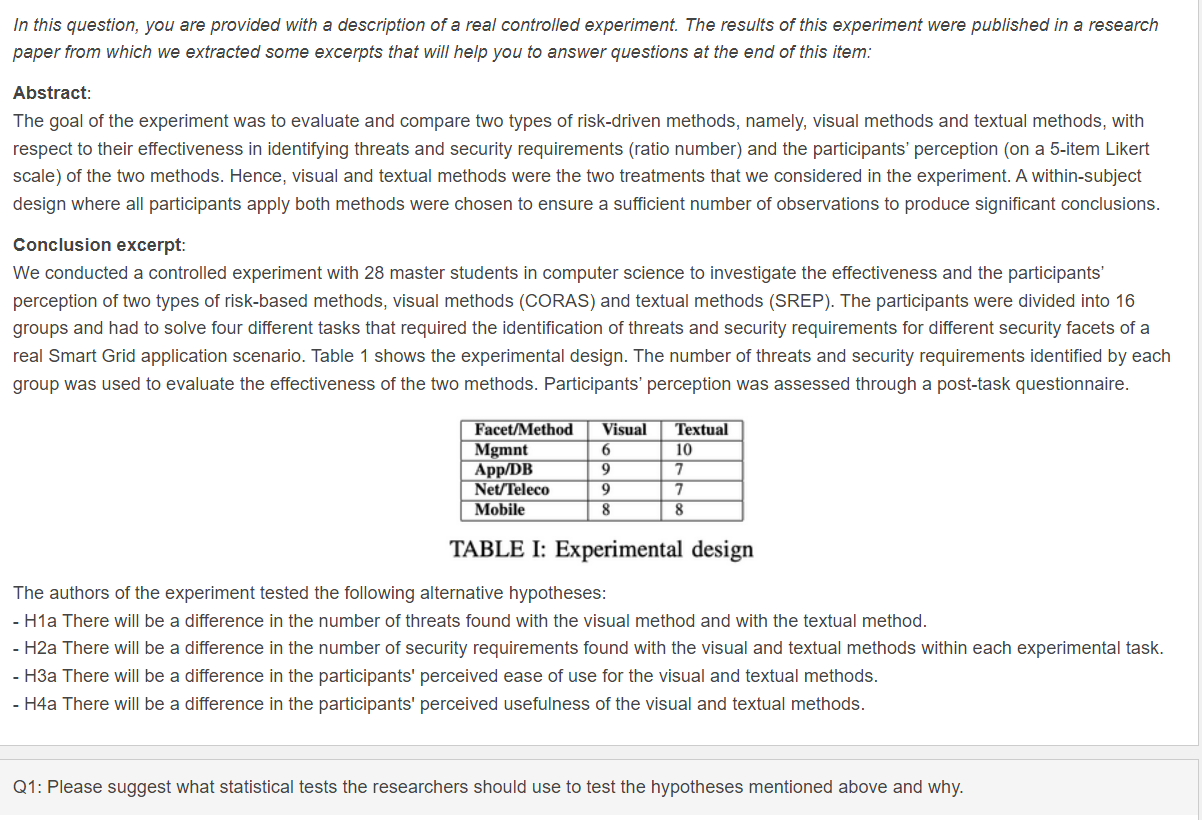 In this question, you are provided with a description of a real controlled experiment. The results of this experiment were published in a research
paper from which we extracted some excerpts that will help you to answer questions at the end of this item:
Abstract:
The goal of the experiment was to evaluate and compare two types of risk-driven methods, namely, visual methods and textual methods, with
respect to their effectiveness in identifying threats and security requirements (ratio number) and the participants' perception (on a 5-item Likert
scale) of the two methods. Hence, visual and textual methods were the two treatments that we considered in the experiment. A within-subject
design where all participants apply both methods were chosen to ensure a sufficient number of observations to produce significant conclusions.
Conclusion excerpt:
We conducted a controlled experiment with 28 master students in computer science to investigate the effectiveness and the participants'
perception of two types of risk-based methods, visual methods (CORAS) and textual methods (SREP). The participants were divided into 16
groups and had to solve four different tasks that required the identification of threats and security requirements for different security facets of a
real Smart Grid application scenario. Table 1 shows the experimental design. The number of threats and security requirements identified by each
group was used to evaluate the effectiveness of the two methods. Participants' perception was assessed through a post-task questionnaire.
Facet/Method Visual Textual
Mgmnt 6 10
App/DB 9 7
Net/Teleco 9 7
Mobile 8 8
TABLE I: Experimental design
The authors of the experiment tested the following alternative hypotheses:
- H1a There will be a difference in the number of threats found with the visual method and with the textual method.
- H2a There will be a difference in the number of security requirements found with the visual and textual methods within each experimental task.
- H3a There will be a difference in the participants' perceived ease of use for the visual and textual methods.
- H4a There will be a difference in the participants' perceived usefulness of the visual and textual methods.
Q1: Please suggest what statistical tests the researchers should use to test the hypotheses mentioned above and why.